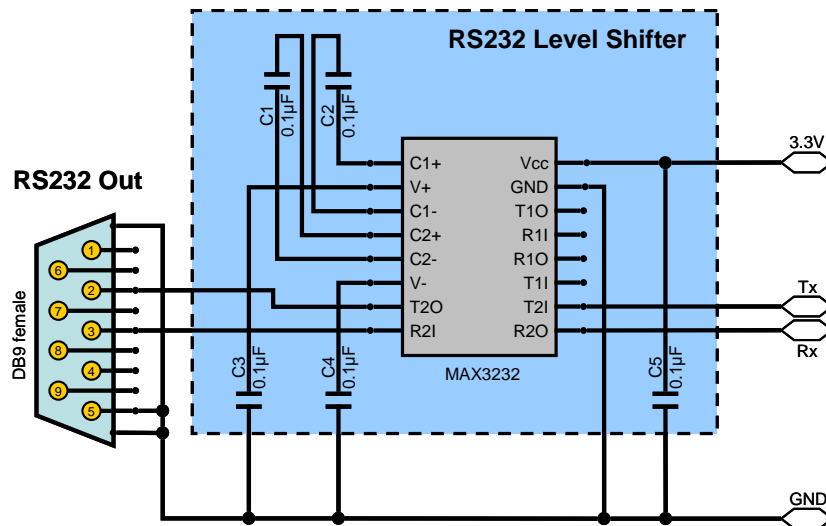 RS232 Level Shifter
C1
0.1µF
C2
0.1µF
3.3V
C1+
Vcc
V+
GND
C1-
T1O
C2+
R1I
C2-
R1O
V-
T1I
T2O
T2I
R2I
R2O
MAX3232
Tx
Rx
RS232 Out
DB9 female
1
6
2
7
3
8
4
9
5
C3
0.1µF
C4
0.1µF
C5
0.1µF
GND